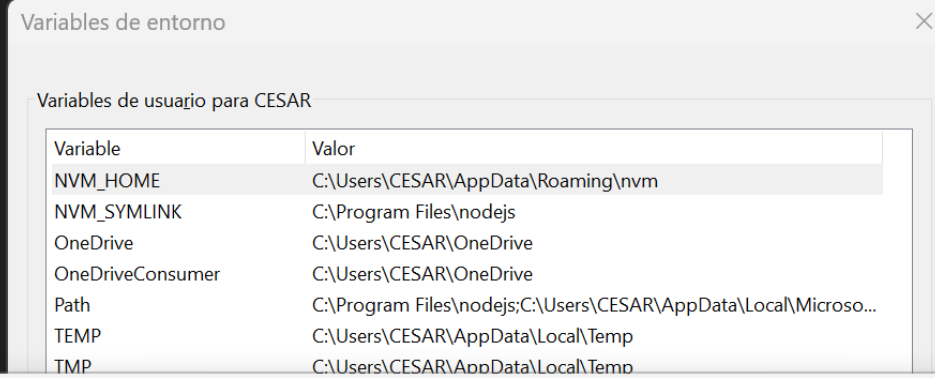 Variables de entorno
Variables de usuario para CESAR
Variable Valor
NVM_HOME C:\Users\CESAR\AppData\Roaming\nvm
NVM_SYMLINK C:\Program Files\nodejs
OneDrive C:\Users\CESAR\OneDrive
OneDriveConsumer C:\Users\CESAR\OneDrive
Path C:\Program Files\nodejs;C:\Users\CESAR\AppData\Local\Microso...
TEMP C:\Users\CESAR\AppData\Local\Temp
TMP C:\Users\CESAR\AppData\Local\Temp